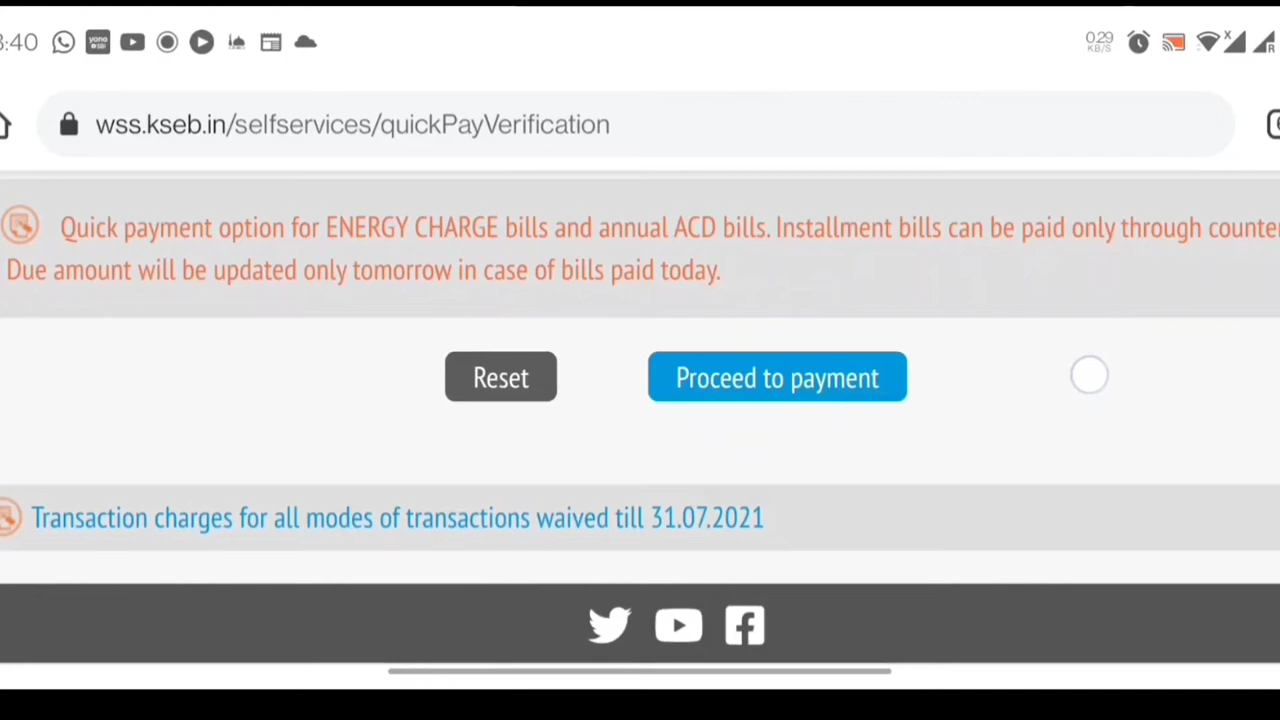 :40
yono
SBI
0.29
KB/S
X
R
wss.kseb.in/selfservices/quickPayVerification
Quick payment option for ENERGY CHARGE bills and annual ACD bills. Installment bills can be paid only through counter
Due amount will be updated only tomorrow in case of bills paid today.
Reset
Proceed to payment
Transaction charges for all modes of transactions waived till 31.07.2021